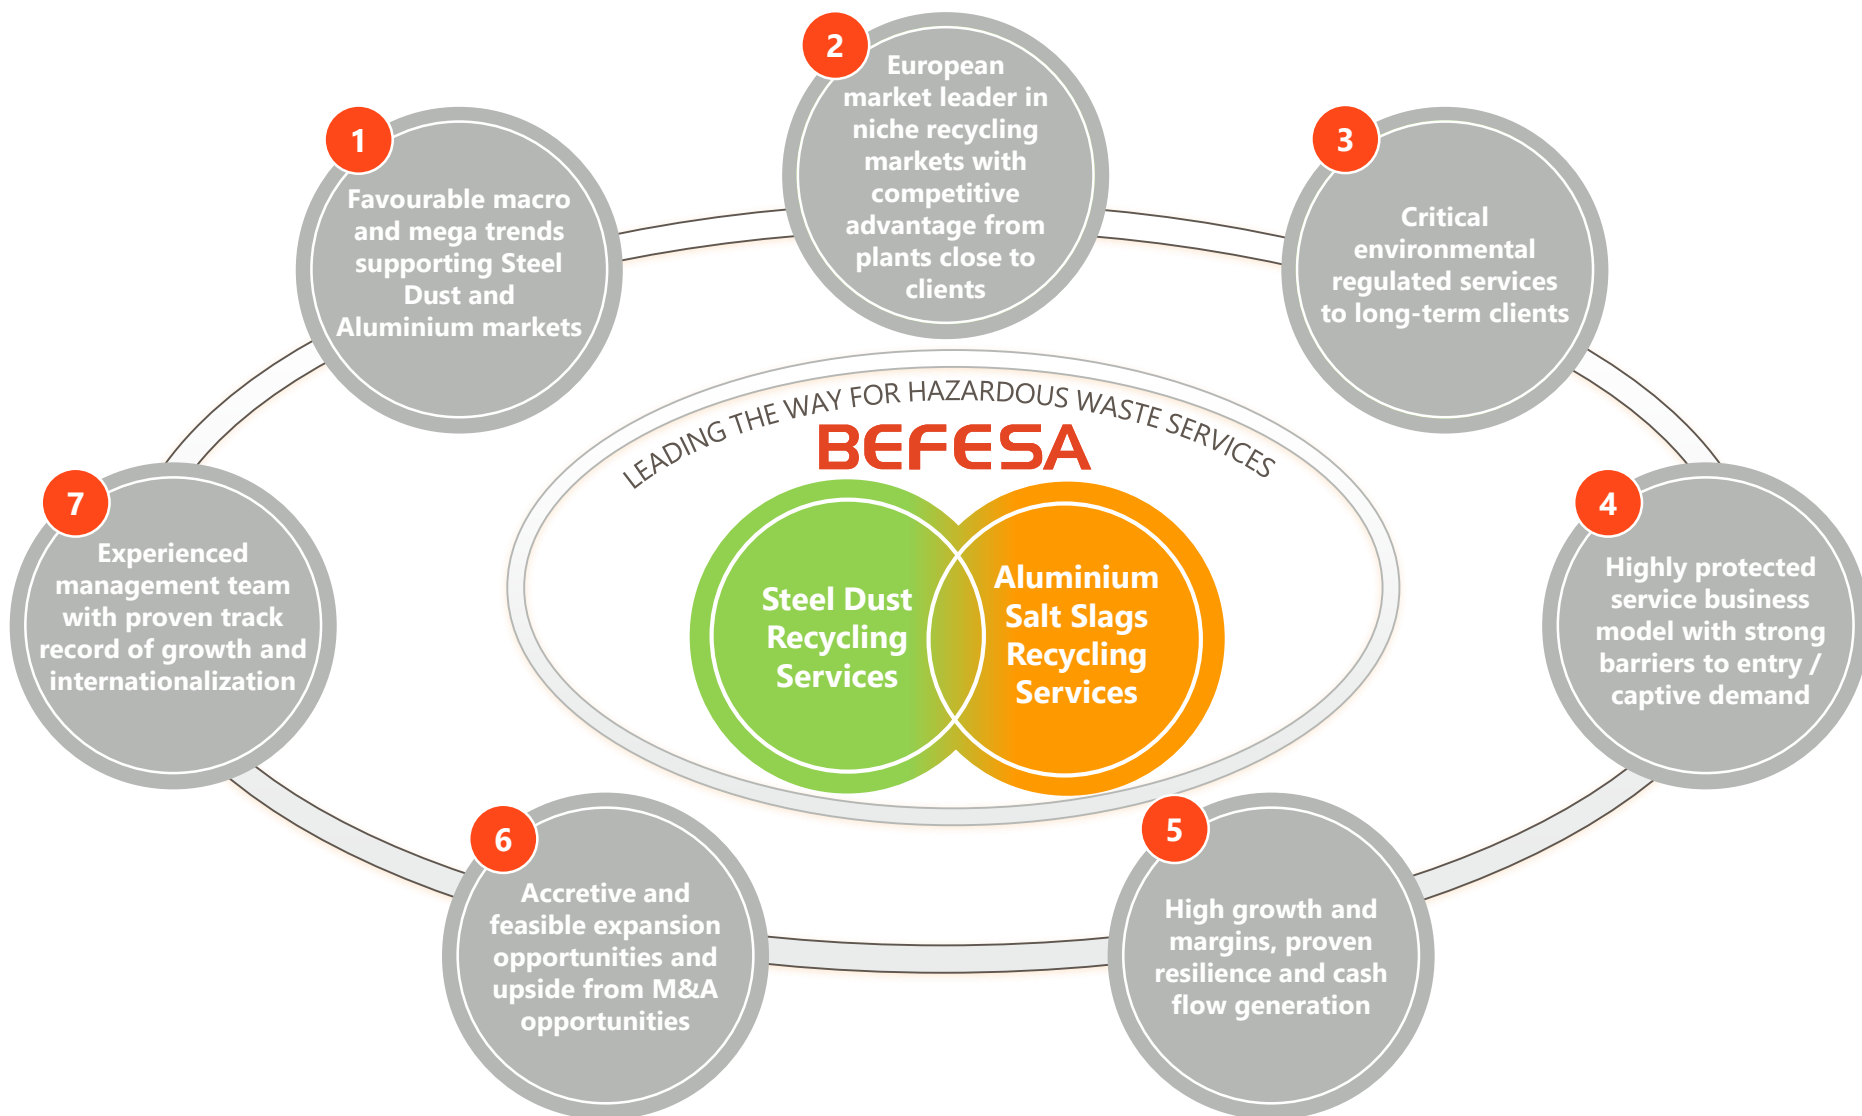 1
Favourable macro
and mega trends
supporting Steel
Dust and
Aluminium markets
2
European
market leader in
niche recycling
markets with
competitive
advantage from
plants close to
clients
3
Critical
environmental
regulated services
to long-term clients
4
Highly protected
service business
model with strong
barriers to entry /
captive demand
5
High growth and
margins, proven
resilience and cash
flow generation
6
Accretive and
feasible expansion
opportunities and
upside from M&A
opportunities
7
Experienced
management team
with proven track
record of growth and
internationalization
LEADING THE WAY FOR HAZARDOUS WASTE SERVICES
BEFESA
Steel Dust
Recycling
Services
Aluminium
Salt Slags
Recycling
Services